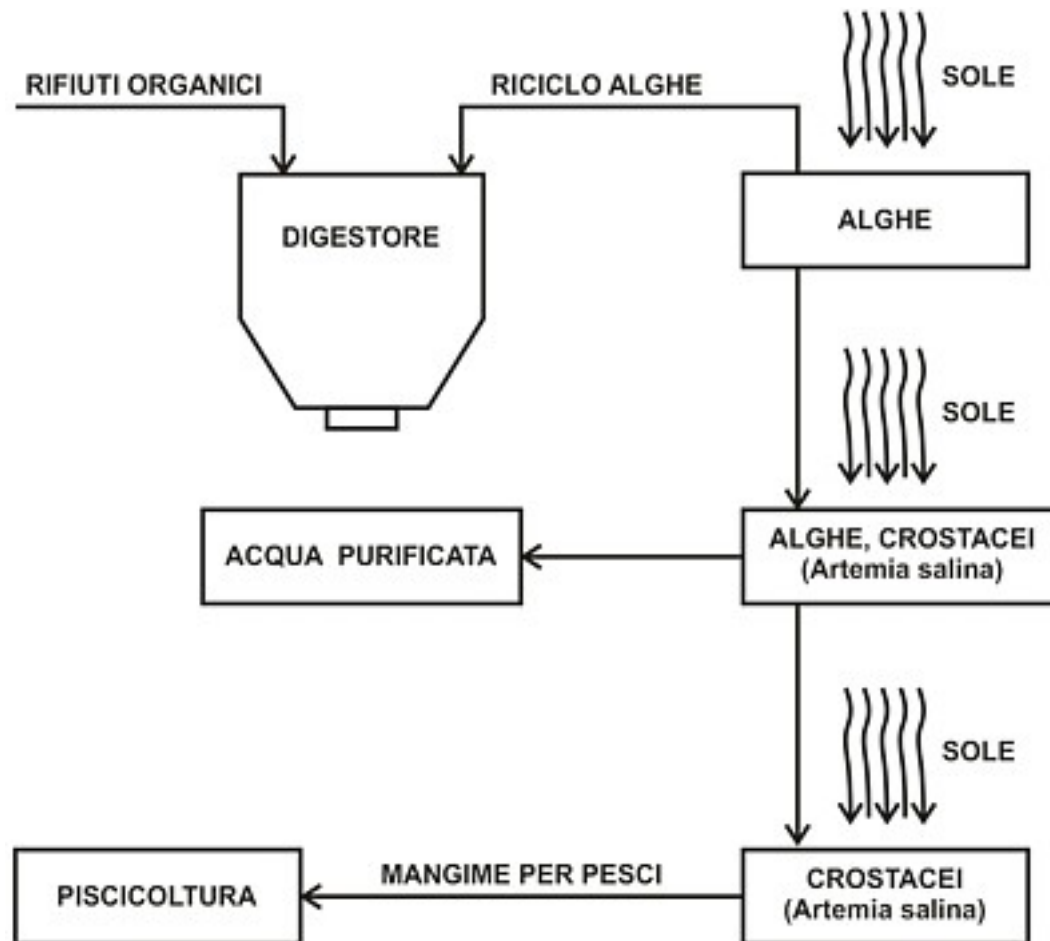 SOLE
RIFIUTI ORGANICI
RICICLO ALGHE
DIGESTORE
ALGHE
SOLE
ACQUA PURIFICATA
ALGHE, CROSTACEI
(Artemia salina)
SOLE
PISCICOLTURA
MANGIME PER PESCI
CROSTACEI
(Artemia salina)